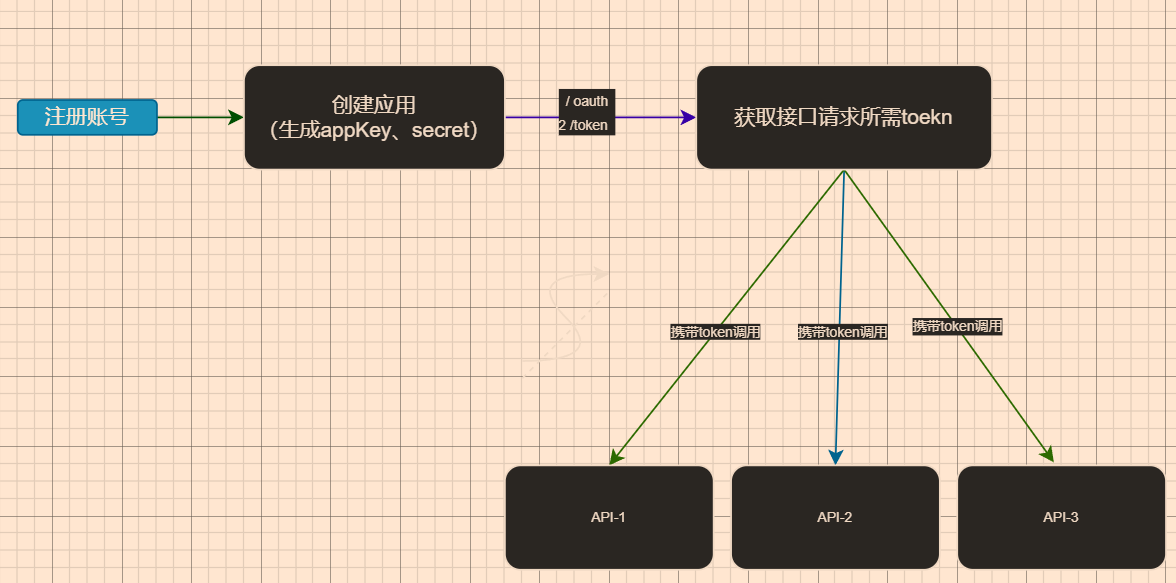 注册账号
创建应用
（生成appKey、secret）
/ oauth
2 /token
获取接口请求所需toekn
携带token调用
携带token调用
携带token调用
API-1
API-2
API-3